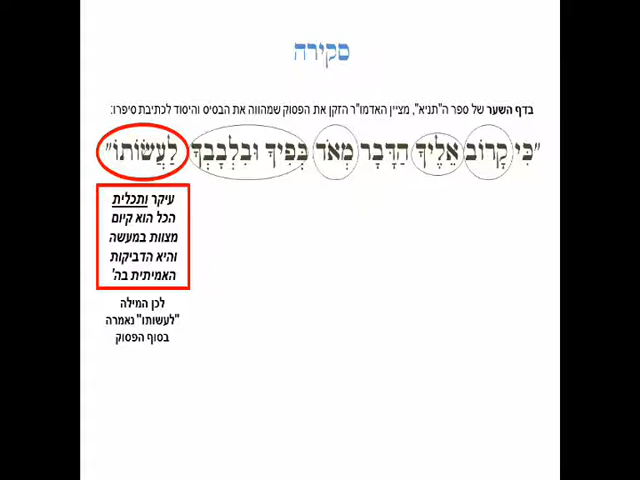 סקירה
בדף השער של ספר ה"תניא", מציין האדמו"ר הזקן את הפסוק שמהווה את הבסיס והיסוד לכתיבת סיפרו:
"כִּי קָרוֹב אֵלֶיךָ הַדָּבָר מְאֹד בְּפִיךָ וּבִלְבָבְךָ לַעֲשׂוֹתוֹ"
עיקר ותכלית
הכל הוא קיום
מצוות במעשה
והיא הדביקות
האמיתית בה'
לכן המילה
"לעשותו" נאמרה
בסוף הפסוק